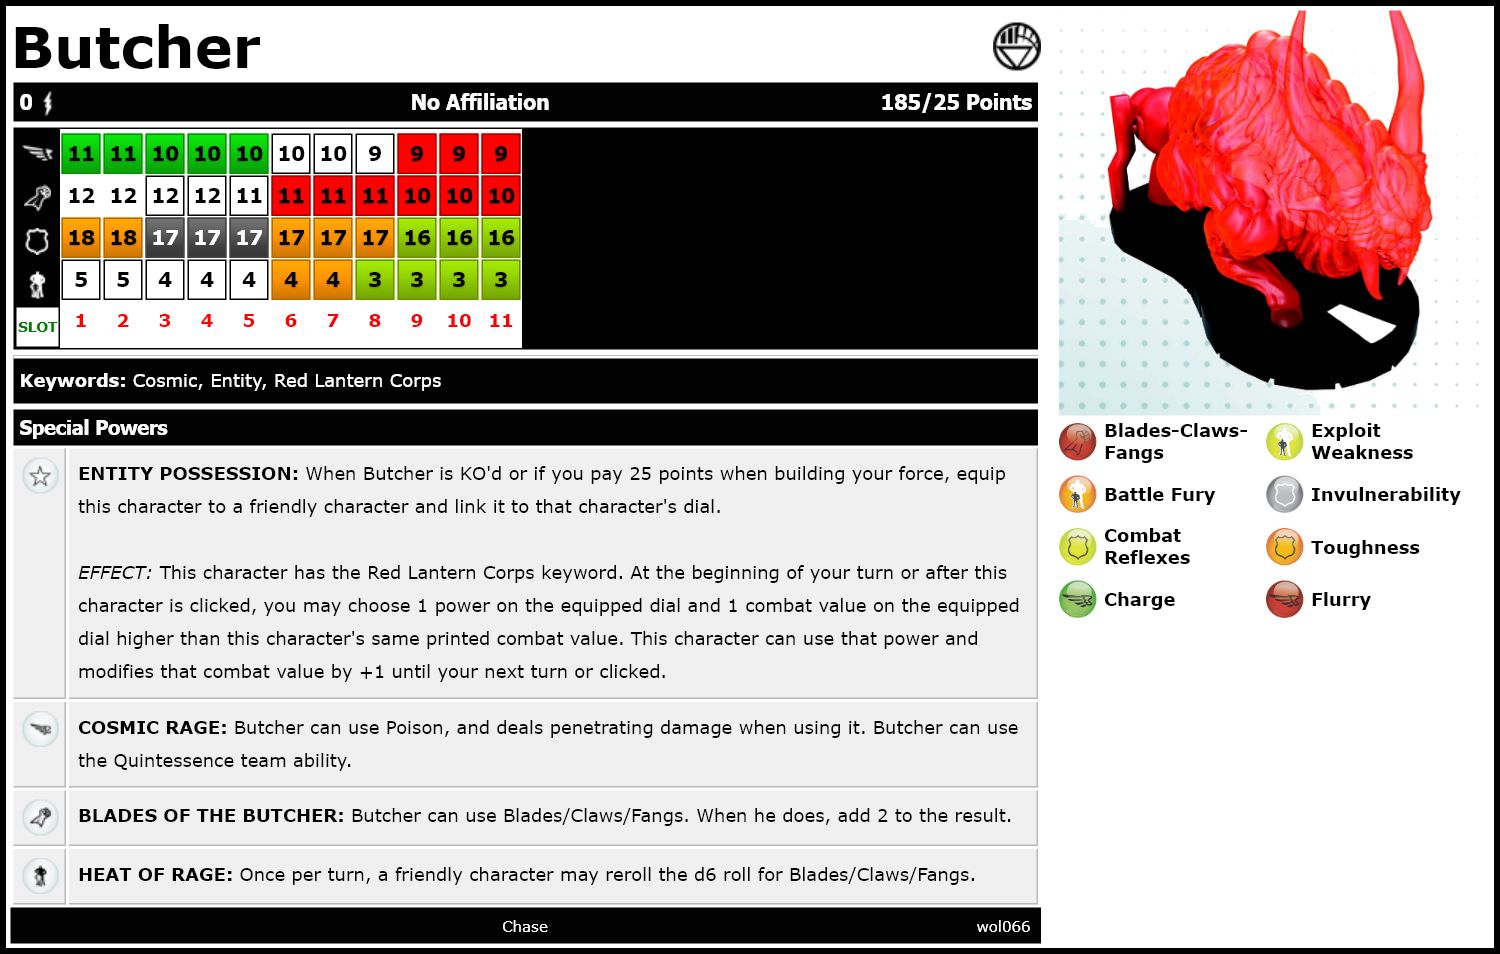 Butcher
0 No Affiliation 185/25 Points
11 11 10 10 10 10 10 9 9 9 9
12 12 12 12 11 11 11 11 10 10 10
18 18 17 17 17 17 17 17 16 16 16
5 5 4 4 4 4 4 3 3 3 3
SLOT 1 2 3 4 5 6 7 8 9 10 11
Keywords: Cosmic, Entity, Red Lantern Corps
Special Powers
ENTITY POSSESSION: When Butcher is KO'd or if you pay 25 points when building your force, equip
this character to a friendly character and link it to that character's dial.
EFFECT: This character has the Red Lantern Corps keyword. At the beginning of your turn or after this
character is clicked, you may choose 1 power on the equipped dial and 1 combat value on the equipped
dial higher than this character's same printed combat value. This character can use that power and
modifies that combat value by +1 until your next turn or clicked.
COSMIC RAGE: Butcher can use Poison, and deals penetrating damage when using it. Butcher can use
the Quintessence team ability.
BLADES OF THE BUTCHER: Butcher can use Blades/Claws/Fangs. When he does, add 2 to the result.
HEAT OF RAGE: Once per turn, a friendly character may reroll the d6 roll for Blades/Claws/Fangs.
Chase wol066
Blades-Claws-
Fangs
Exploit
Weakness
Battle Fury
Invulnerability
Combat
Reflexes
Toughness
Charge
Flurry